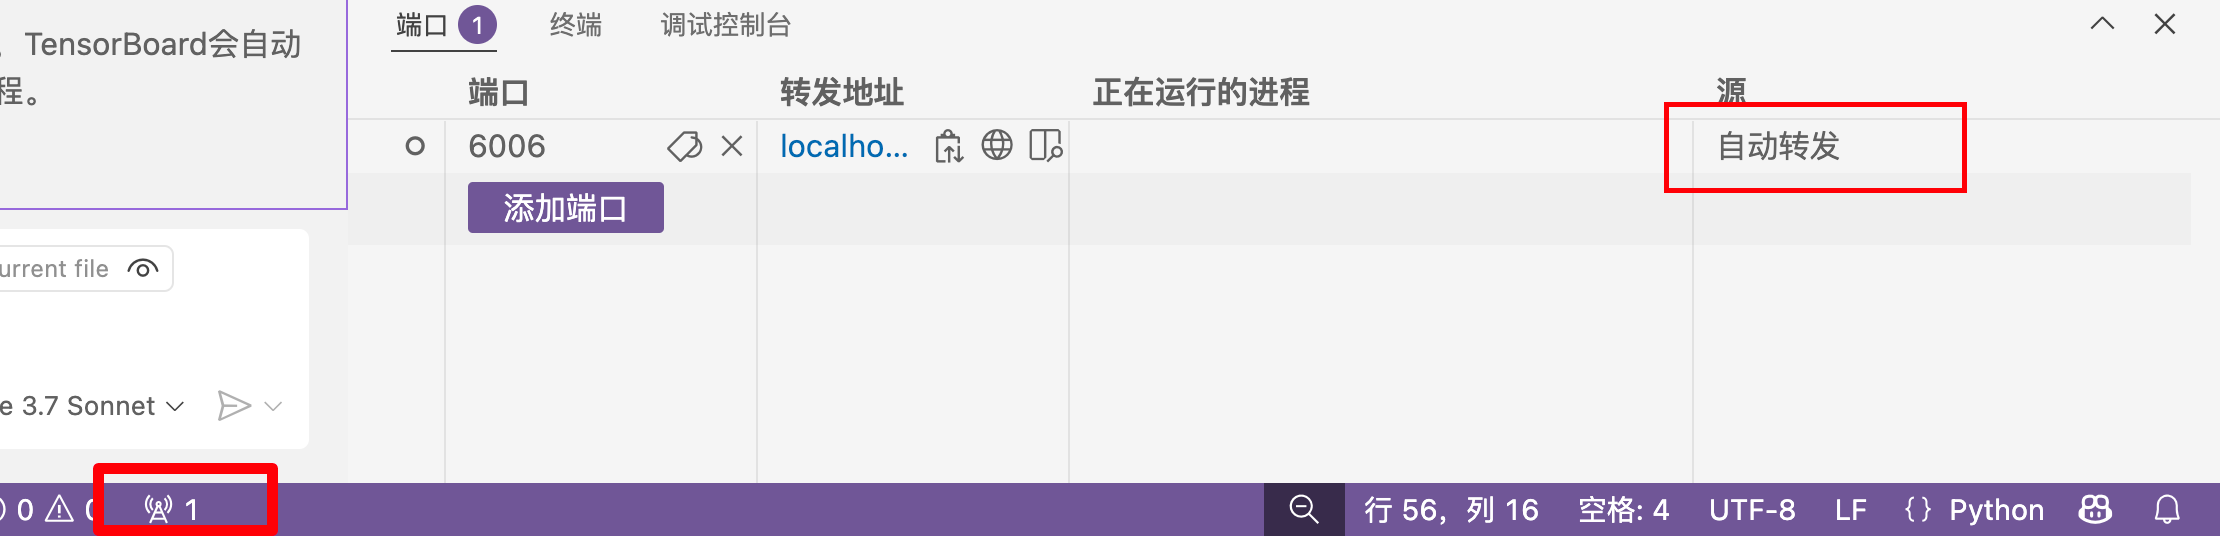 端口 1 终端 调试控制台
TensorBoard会自动
程。
端口 转发地址 正在运行的进程 源
6006 localho... 自动转发
添加端口
urrent file
e 3.7 Sonnet
0 1 行 56，列 16 空格: 4 UTF-8 LF {} Python